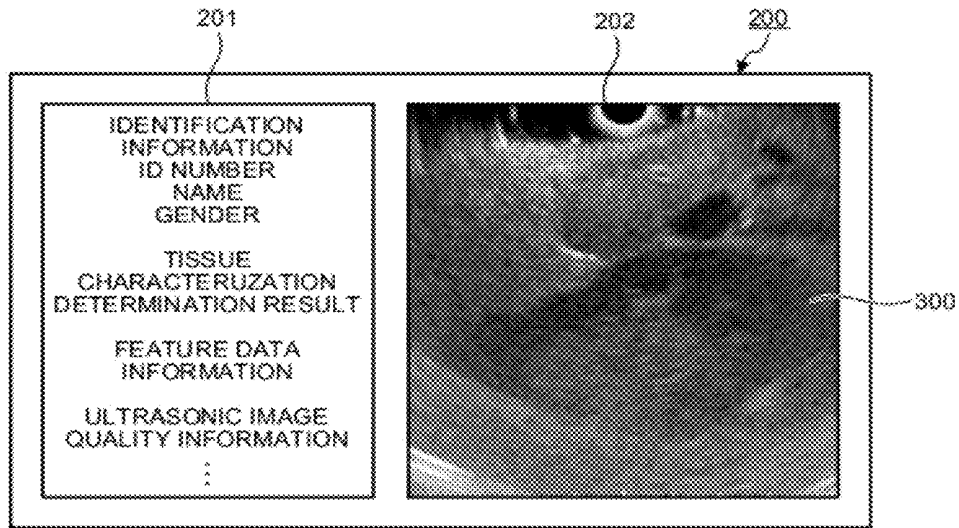 201
202
200
IDENTIFICATION
INFORMATION
ID NUMBER
NAME
GENDER
TISSUE
CHARACTERUZATION
DETERMINATION RESULT
FEATURE DATA
INFORMATION
ULTRASONIC IMAGE
QUALITY INFORMATION
300